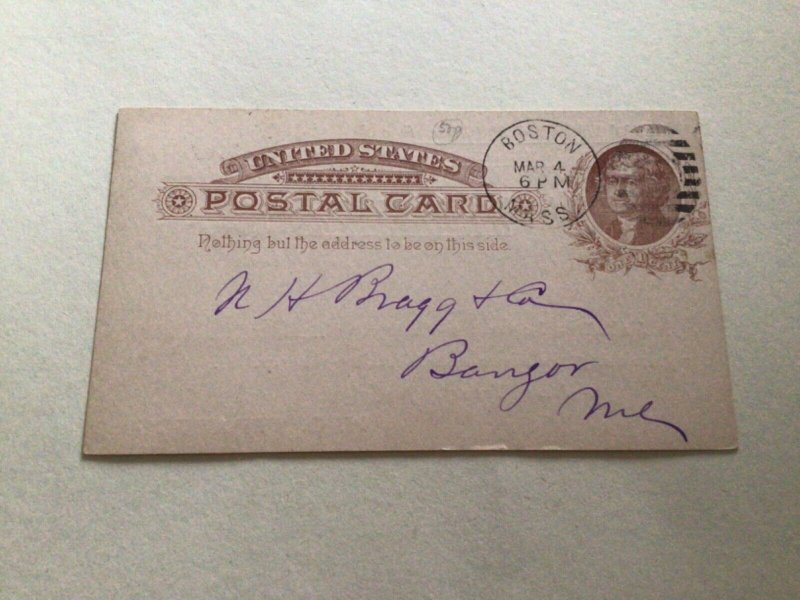 50p
UNITED STATES
POSTAL CARD
BOSTON
MAR 4
6 PM
MASS
Nothing but the address to be on this side.
N H Bragg & Co
Bangor
Me